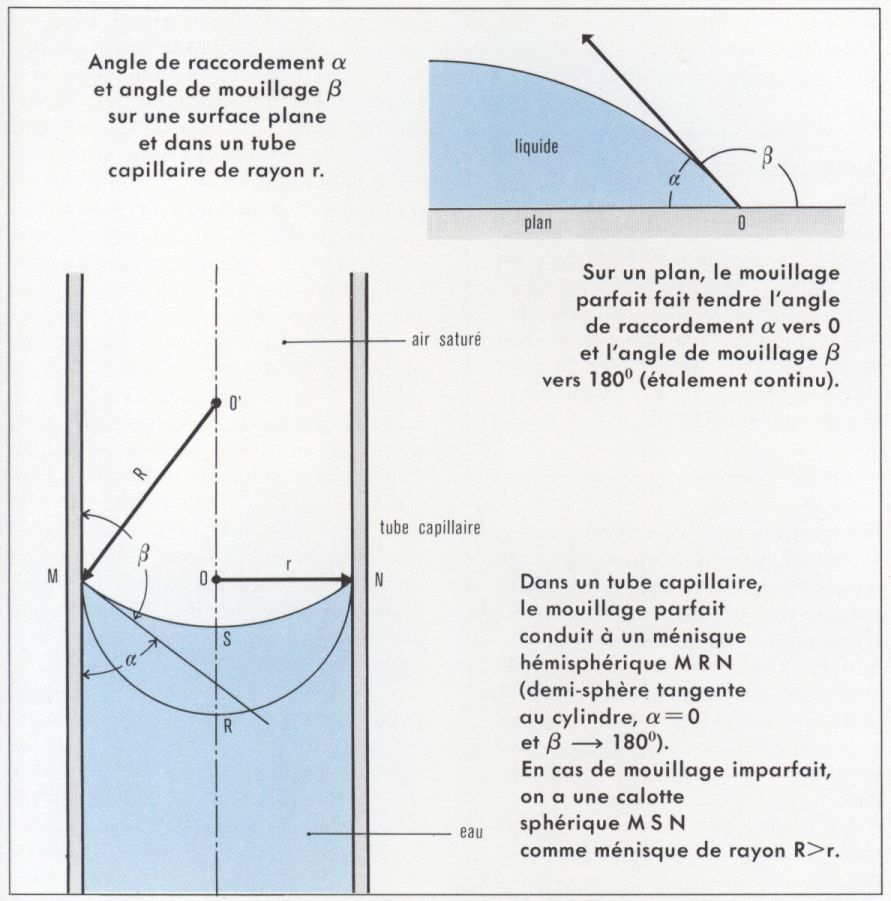 Angle de raccordement α
et angle de mouillage β
sur une surface plane
et dans un tube
capillaire de rayon r.
liquide
α
β
plan
O
Sur un plan, le mouillage
parfait fait tendre l'angle
de raccordement α vers 0
et l'angle de mouillage β
vers 180⁰ (étalement continu).
air saturé
O'
R
tube capillaire
β
M
O
r
N
S
α
R
eau
Dans un tube capillaire,
le mouillage parfait
conduit à un ménisque
hémisphérique M R N
(demi-sphère tangente
au cylindre, α = 0
et β → 180⁰).
En cas de mouillage imparfait,
on a une calotte
sphérique M S N
comme ménisque de rayon R>r.